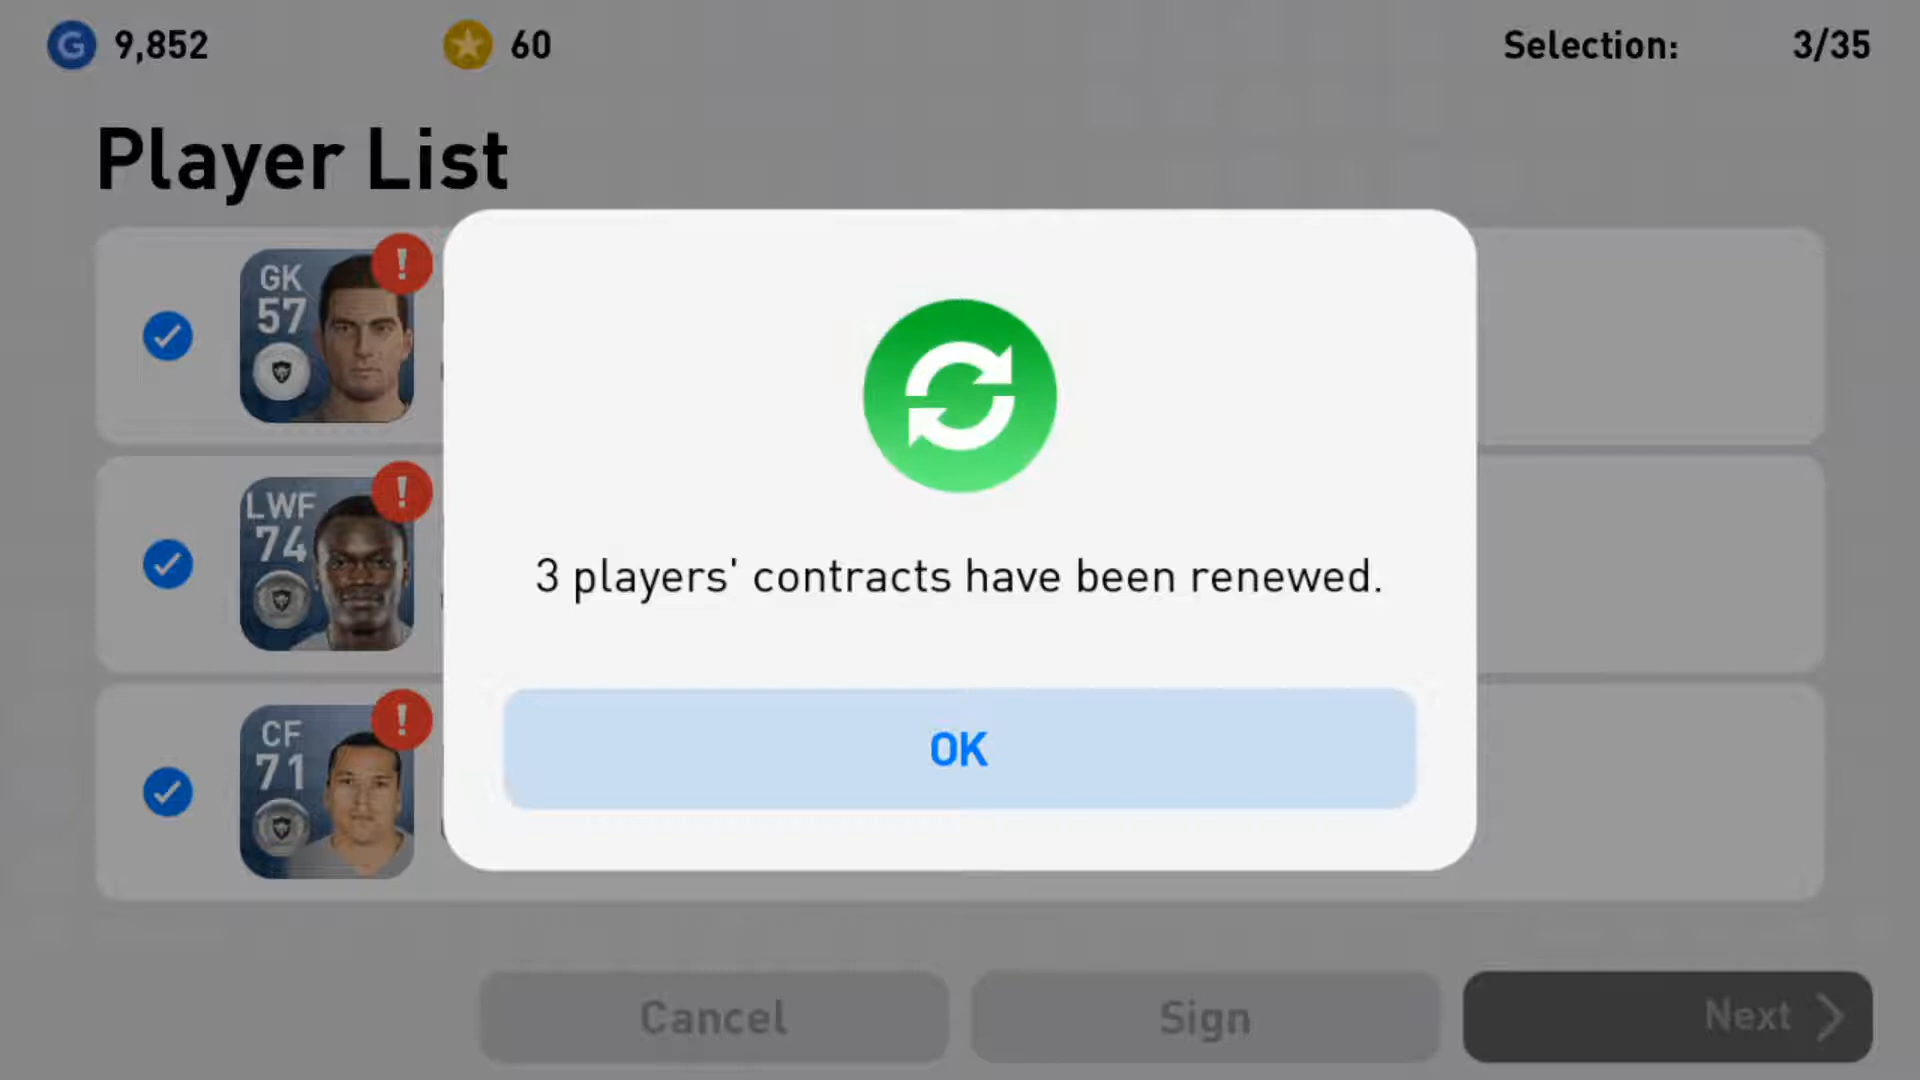 G 9,852 60 Selection: 3/35
Player List
GK
57
!
LWF
74
!
CF
71
!
3 players' contracts have been renewed.
OK
Cancel Sign Next